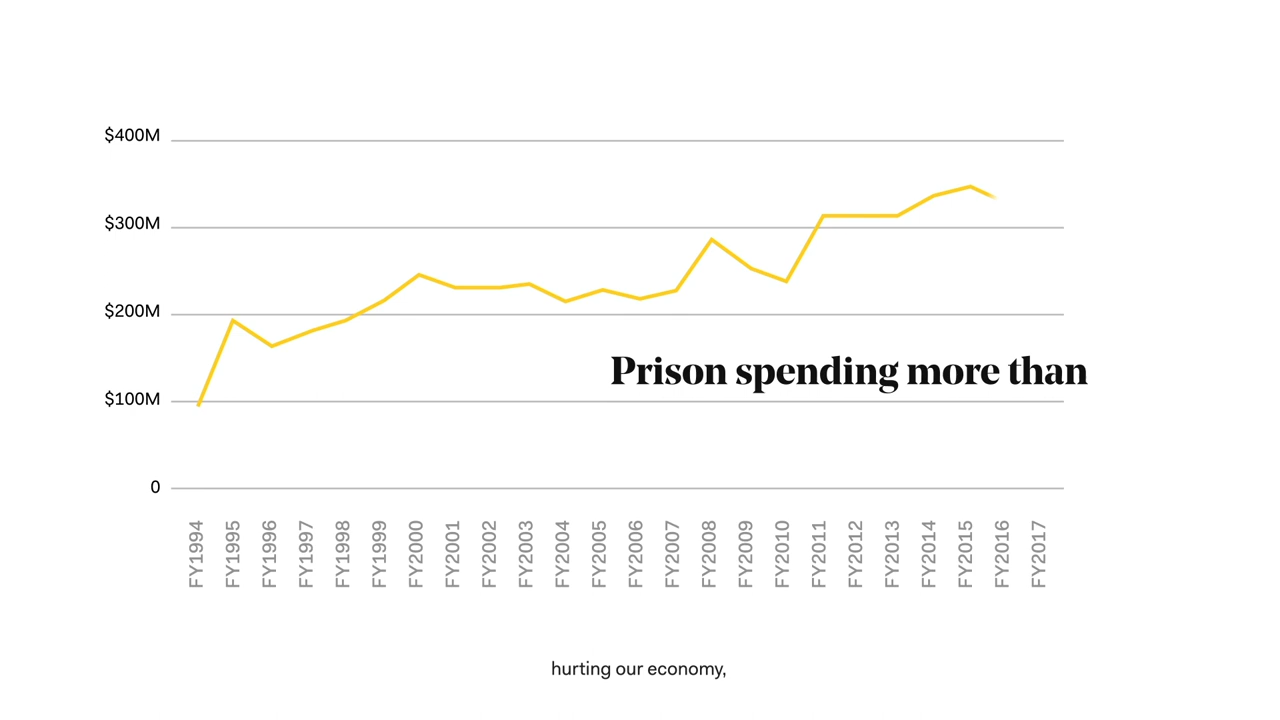 $400M
$300M
$200M
Prison spending more than
$100M
0
FY1994
FY1995
FY1996
FY1997
FY1998
FY1999
FY2000
FY2001
FY2002
FY2003
FY2004
FY2005
FY2006
FY2007
FY2008
FY2009
FY2010
FY2011
FY2012
FY2013
FY2014
FY2015
FY2016
FY2017
hurting our economy,